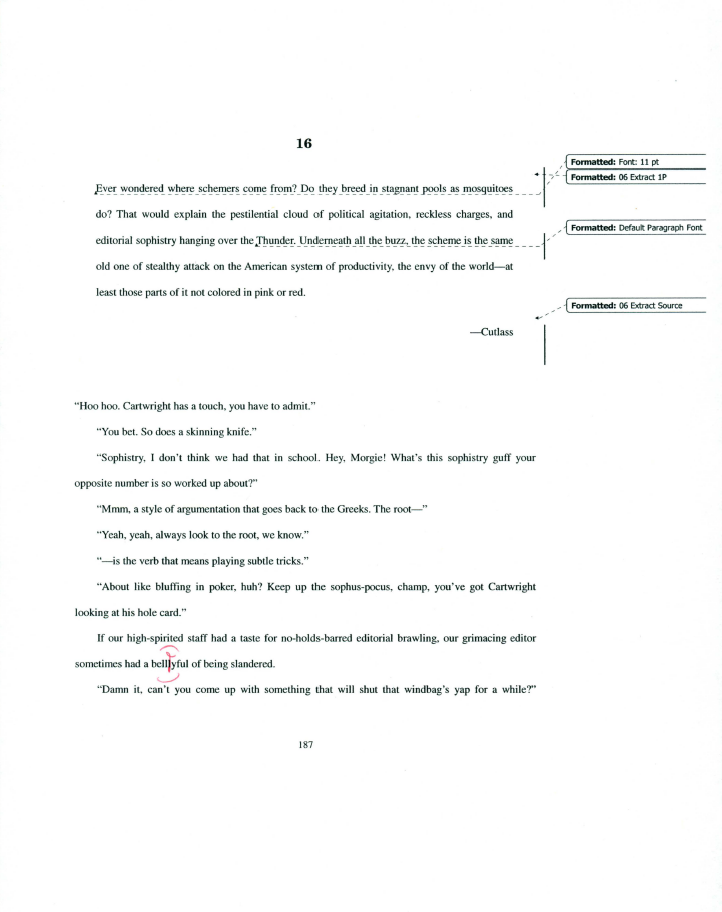 16
Formatted: Font: 11 pt
Formatted: 06 Extract 1P
Ever wondered where schemers come from? Do they breed in stagnant pools as mosquitoes
do? That would explain the pestilential cloud of political agitation, reckless charges, and
Formatted: Default Paragraph Font
editorial sophistry hanging over the Thunder. Underneath all the buzz, the scheme is the same
old one of stealthy attack on the American system of productivity, the envy of the world—at
least those parts of it not colored in pink or red.
Formatted: 06 Extract Source
—Cutlass
“Hoo hoo. Cartwright has a touch, you have to admit.”
“You bet. So does a skinning knife.”
“Sophistry, I don’t think we had that in school. Hey, Morgie! What’s this sophistry guff your
opposite number is so worked up about?”
“Mmm, a style of argumentation that goes back to the Greeks. The root—”
“Yeah, yeah, always look to the root, we know.”
“—is the verb that means playing subtle tricks.”
“About like bluffing in poker, huh? Keep up the sophus-pocus, champ, you’ve got Cartwright
looking at his hole card.”
If our high-spirited staff had a taste for no-holds-barred editorial brawling, our grimacing editor
sometimes had a belllyful of being slandered.
“Damn it, can’t you come up with something that will shut that windbag’s yap for a while?”
187